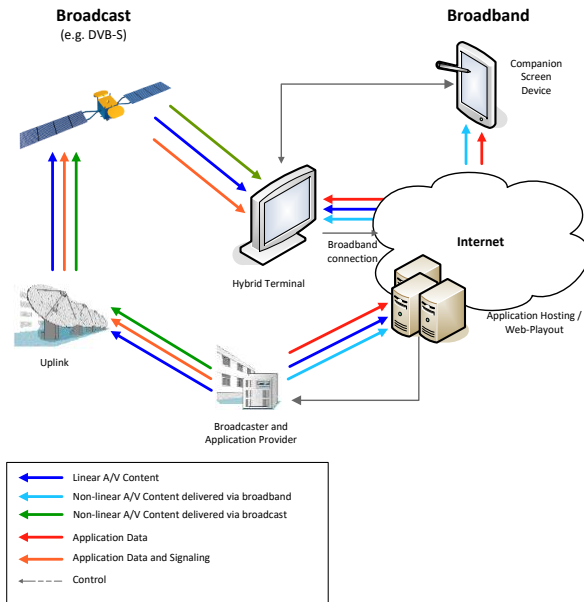 Broadcast
(e.g. DVB-S)
Broadband
Companion
Screen
Device
Internet
Broadband
connection
Hybrid Terminal
Application Hosting /
Web-Playout
Uplink
Broadcaster and
Application Provider
Linear A/V Content
Non-linear A/V Content delivered via broadband
Non-linear A/V Content delivered via broadcast
Application Data
Application Data and Signaling
Control